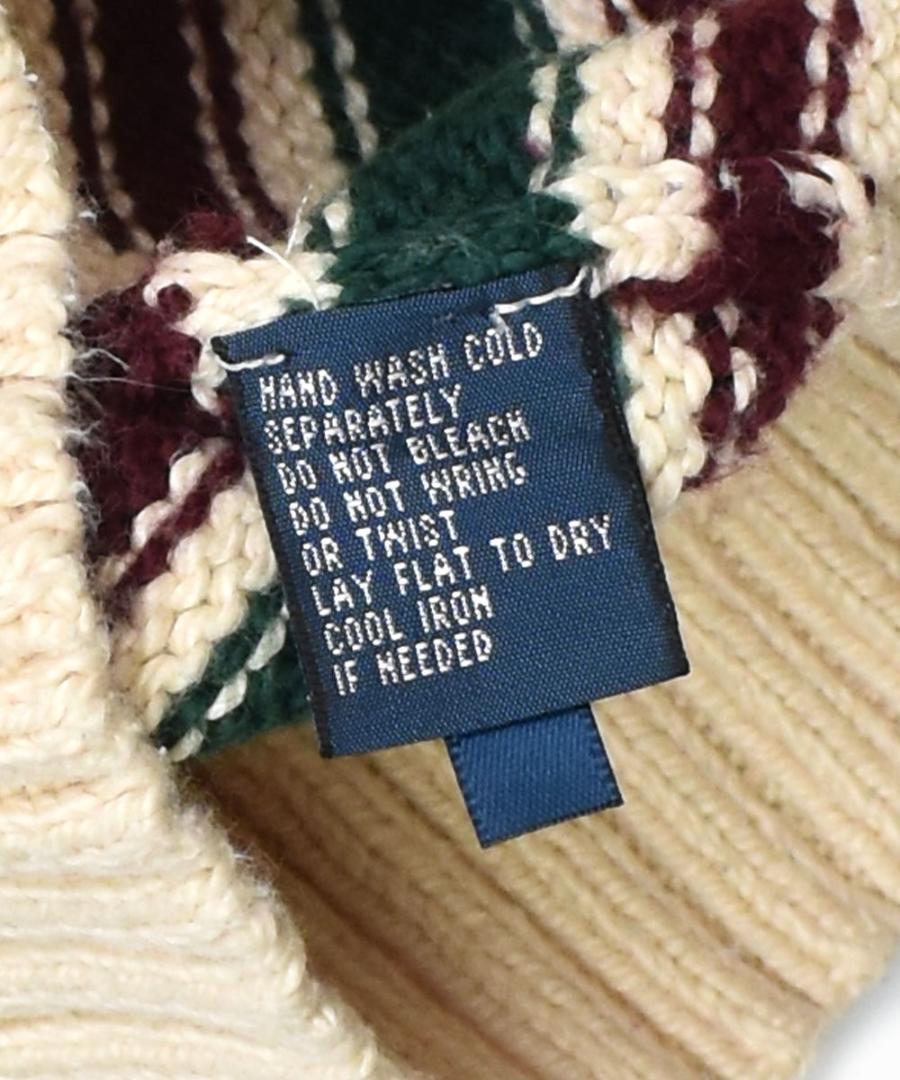 HAND WASH COLD
SEPARATELY
DO NOT BLEACH
DO NOT WRING
OR TWIST
LAY FLAT TO DRY
COOL IRON
IF NEEDED